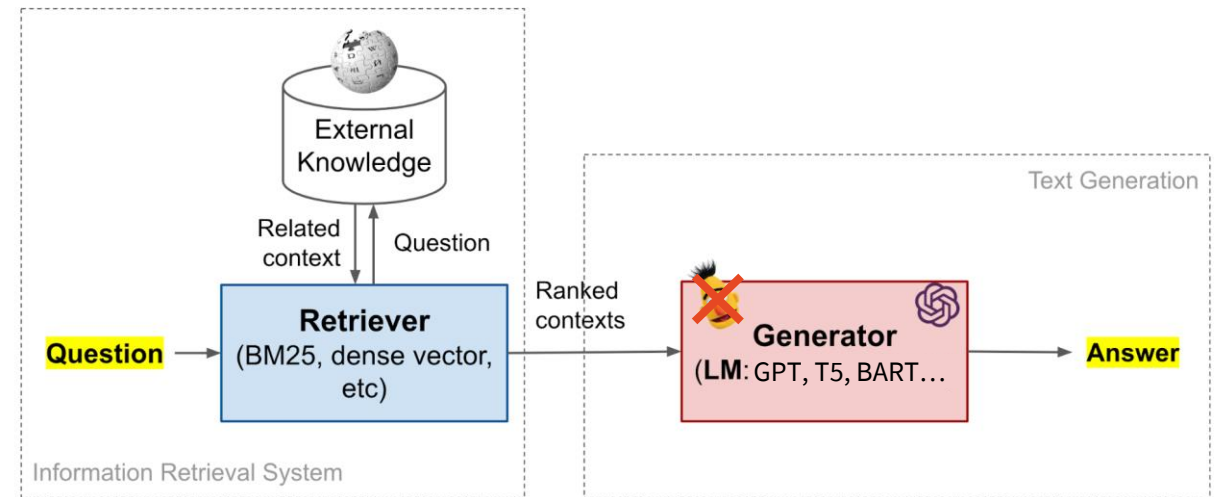 External
Knowledge
Text Generation
Related
context
Question
Ranked
contexts
Retriever
(BM25, dense vector,
etc)
Question
Generator
(LM: GPT, T5, BART…
Answer
Information Retrieval System